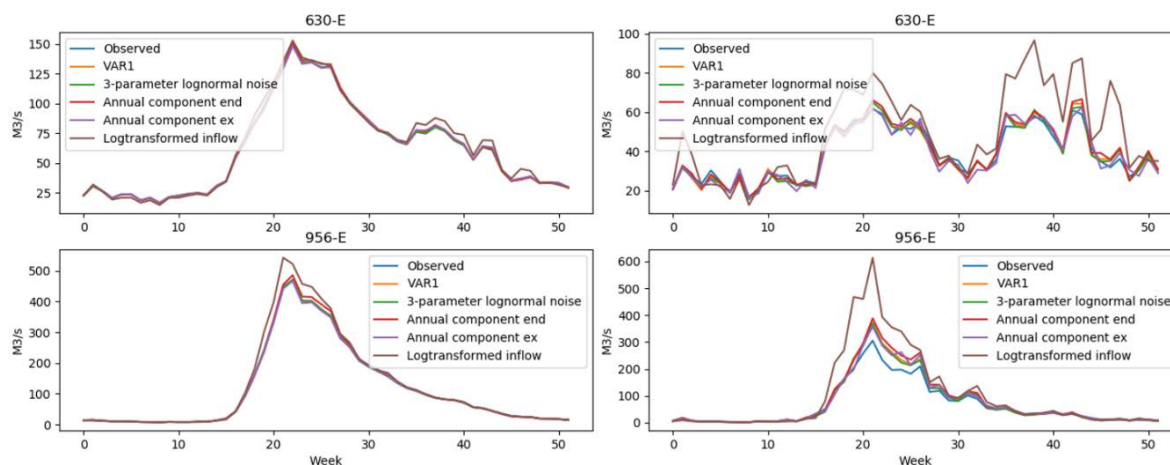 630-E
M3/s
150
125
100
75
50
25
Observed
VAR1
3-parameter lognormal noise
Annual component end
Annual component ex
Logtransformed inflow
0 10 20 30 40 50
630-E
M3/s
100
80
60
40
20
Observed
VAR1
3-parameter lognormal noise
Annual component end
Annual component ex
Logtransformed inflow
0 10 20 30 40 50
956-E
M3/s
500
400
300
200
100
0
Observed
VAR1
3-parameter lognormal noise
Annual component end
Annual component ex
Logtransformed inflow
0 10 20 30 40 50
Week
956-E
M3/s
600
500
400
300
200
100
0
Observed
VAR1
3-parameter lognormal noise
Annual component end
Annual component ex
Logtransformed inflow
0 10 20 30 40 50
Week